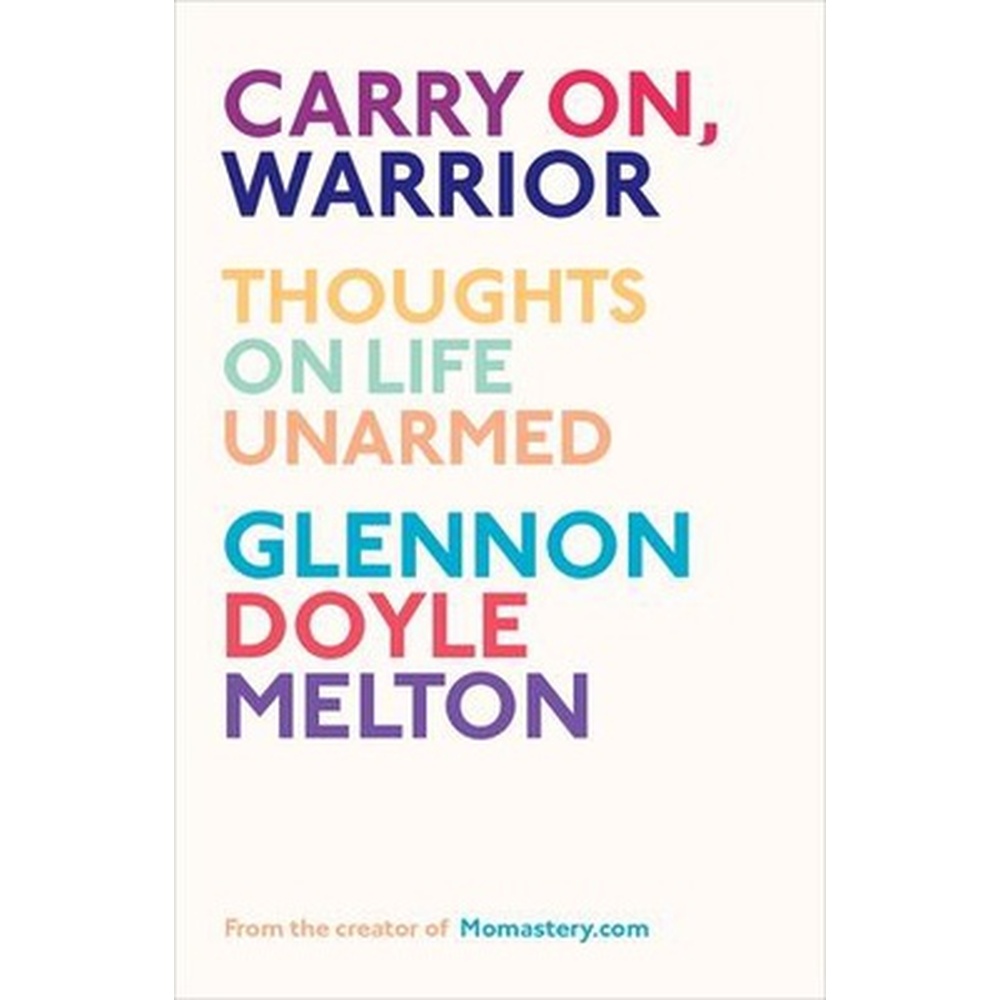 CARRY ON,
WARRIOR
THOUGHTS
ON LIFE
UNARMED
GLENNON
DOYLE
MELTON
From the creator of Momastery.com